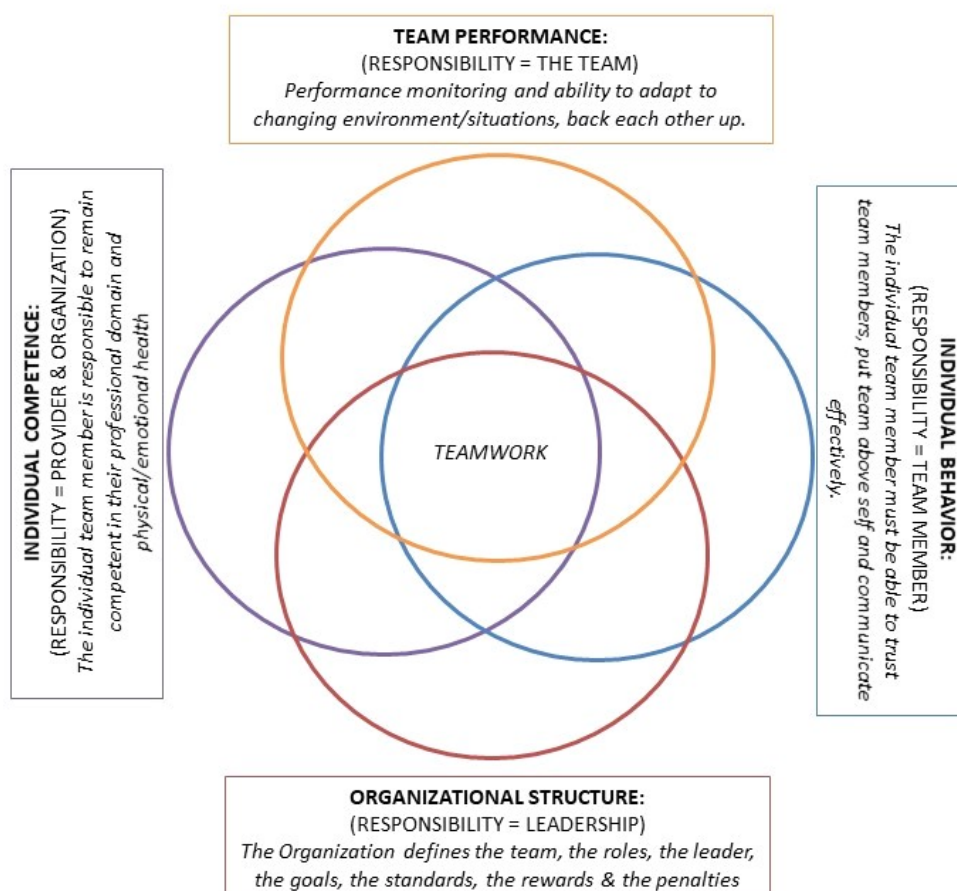 TEAM PERFORMANCE:
(RESPONSIBILITY = THE TEAM)
Performance monitoring and ability to adapt to
changing environment/situations, back each other up.
INDIVIDUAL COMPETENCE:
(RESPONSIBILITY = PROVIDER & ORGANIZATION)
The individual team member is responsible to remain
competent in their professional domain and
physical/emotional health
TEAMWORK
INDIVIDUAL BEHAVIOR:
(RESPONSIBILITY = TEAM MEMBER)
The individual team member must be able to trust
team members, put team above self and communicate
effectively.
ORGANIZATIONAL STRUCTURE:
(RESPONSIBILITY = LEADERSHIP)
The Organization defines the team, the roles, the leader,
the goals, the standards, the rewards & the penalties